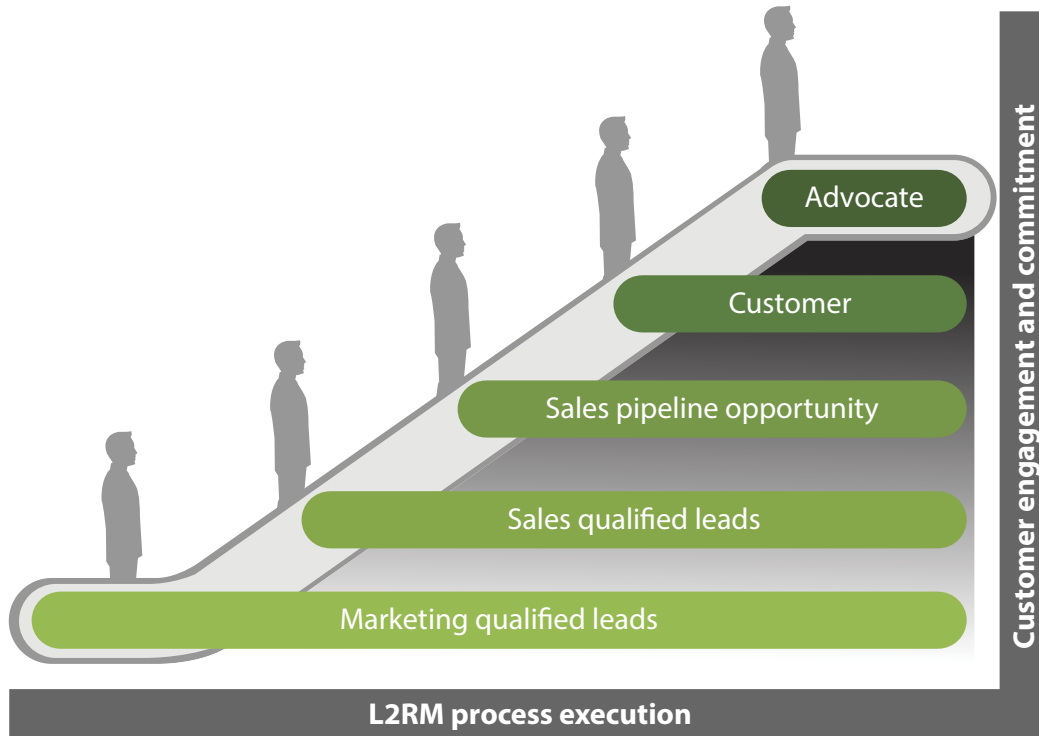 Advocate
Customer
Sales pipeline opportunity
Sales qualified leads
Marketing qualified leads
L2RM process execution
Customer engagement and commitment